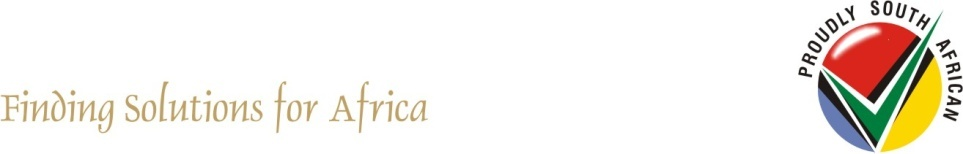 Finding Solutions for Africa
PROUDLY SOUTH AFRICAN